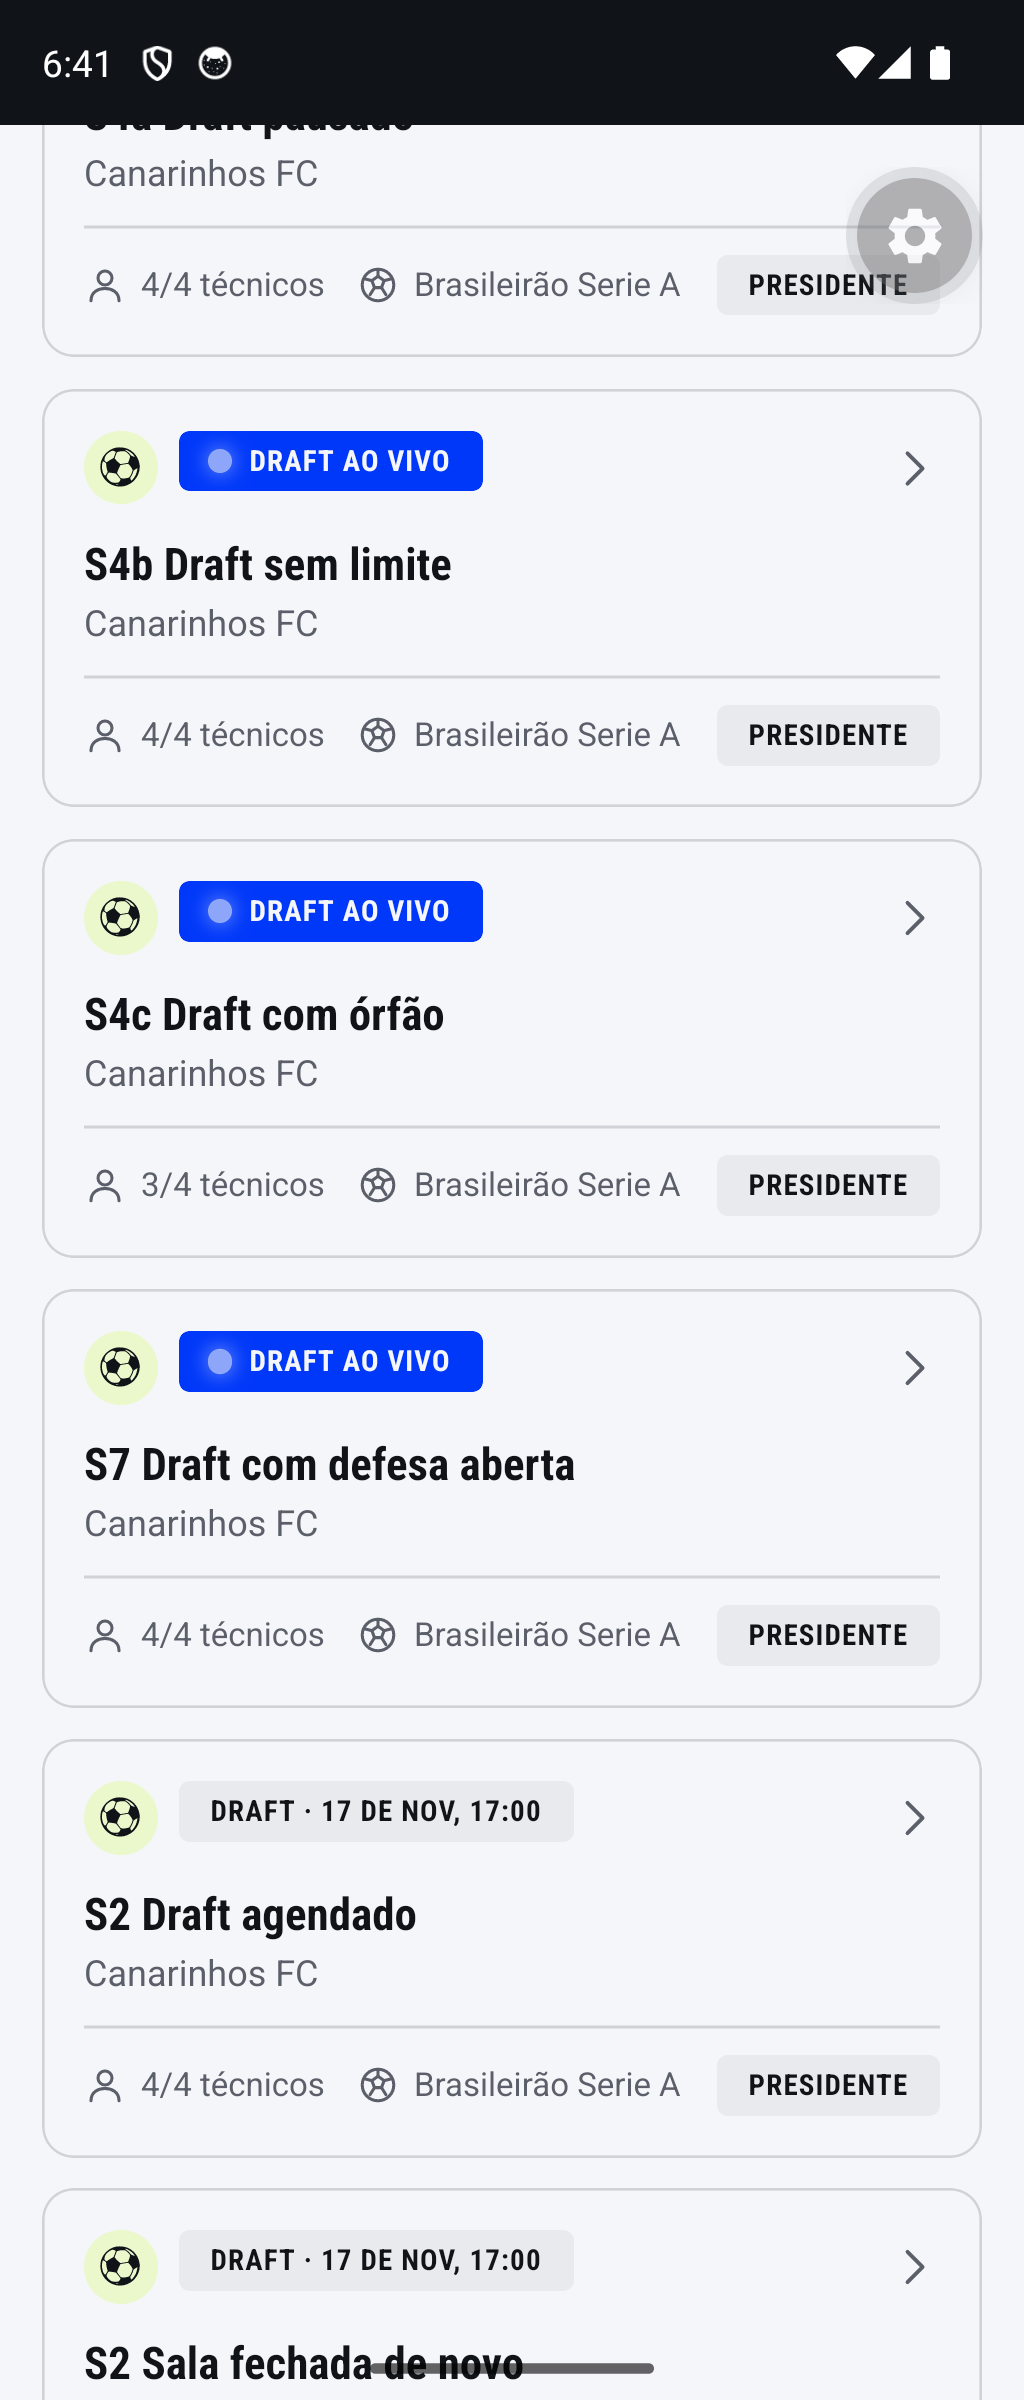 6:41
S4a Draft pausado
Canarinhos FC
4/4 técnicos
Brasileirão Serie A
PRESIDENTE
DRAFT AO VIVO
S4b Draft sem limite
Canarinhos FC
4/4 técnicos
Brasileirão Serie A
PRESIDENTE
DRAFT AO VIVO
S4c Draft com órfão
Canarinhos FC
3/4 técnicos
Brasileirão Serie A
PRESIDENTE
DRAFT AO VIVO
S7 Draft com defesa aberta
Canarinhos FC
4/4 técnicos
Brasileirão Serie A
PRESIDENTE
DRAFT · 17 DE NOV, 17:00
S2 Draft agendado
Canarinhos FC
4/4 técnicos
Brasileirão Serie A
PRESIDENTE
DRAFT · 17 DE NOV, 17:00
S2 Sala fechada de novo